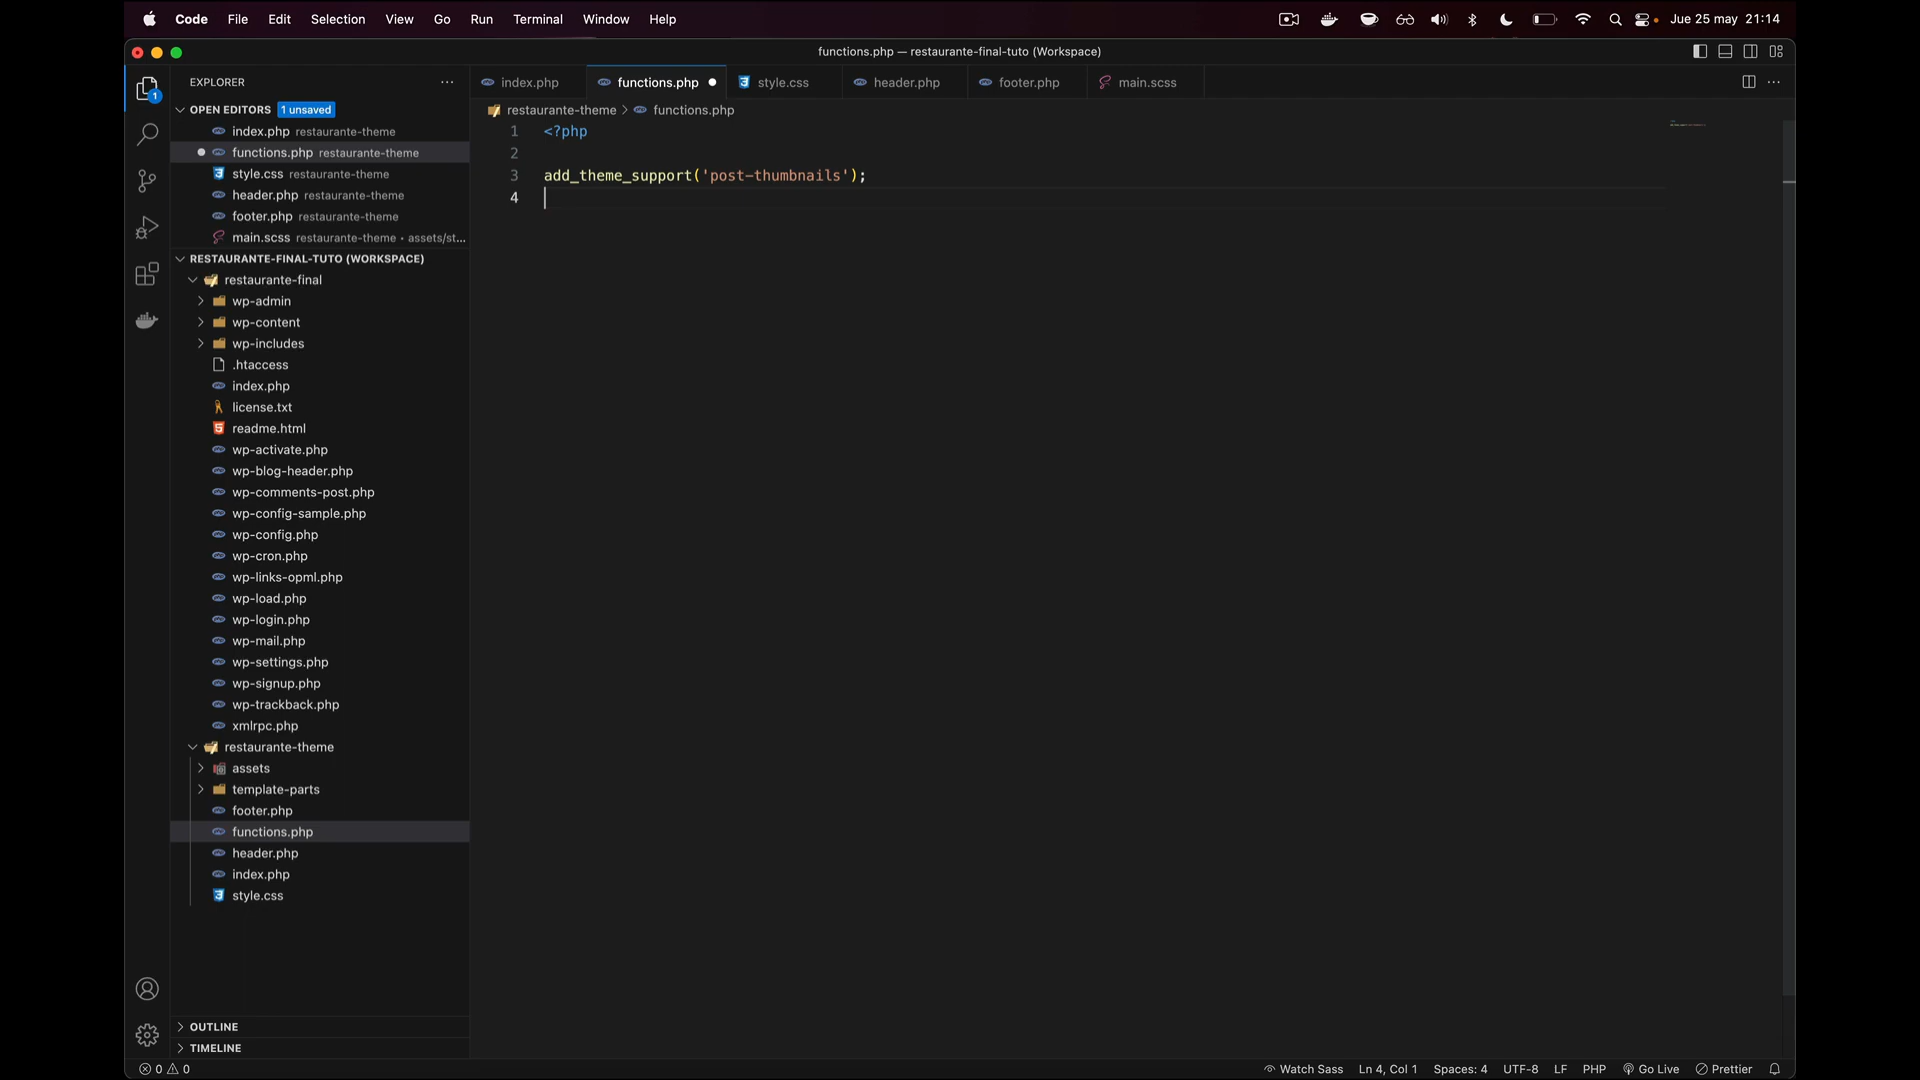 Code File Edit Selection View Go Run Terminal Window Help Jue 25 may 21:14
functions.php — restaurante-final-tuto (Workspace)
EXPLORER
OPEN EDITORS 1 unsaved
index.php restaurante-theme
functions.php restaurante-theme
style.css restaurante-theme
header.php restaurante-theme
footer.php restaurante-theme
main.scss restaurante-theme • assets/st...
RESTAURANTE-FINAL-TUTO (WORKSPACE)
restaurante-final
wp-admin
wp-content
wp-includes
.htaccess
index.php
license.txt
readme.html
wp-activate.php
wp-blog-header.php
wp-comments-post.php
wp-config-sample.php
wp-config.php
wp-cron.php
wp-links-opml.php
wp-load.php
wp-login.php
wp-mail.php
wp-settings.php
wp-signup.php
wp-trackback.php
xmlrpc.php
restaurante-theme
assets
template-parts
footer.php
functions.php
header.php
index.php
style.css
OUTLINE
TIMELINE
index.php functions.php style.css header.php footer.php main.scss
restaurante-theme > functions.php
1 <?php
2
3 add_theme_support('post-thumbnails');
4
0 0 Watch Sass Ln 4, Col 1 Spaces: 4 UTF-8 LF PHP Go Live Prettier